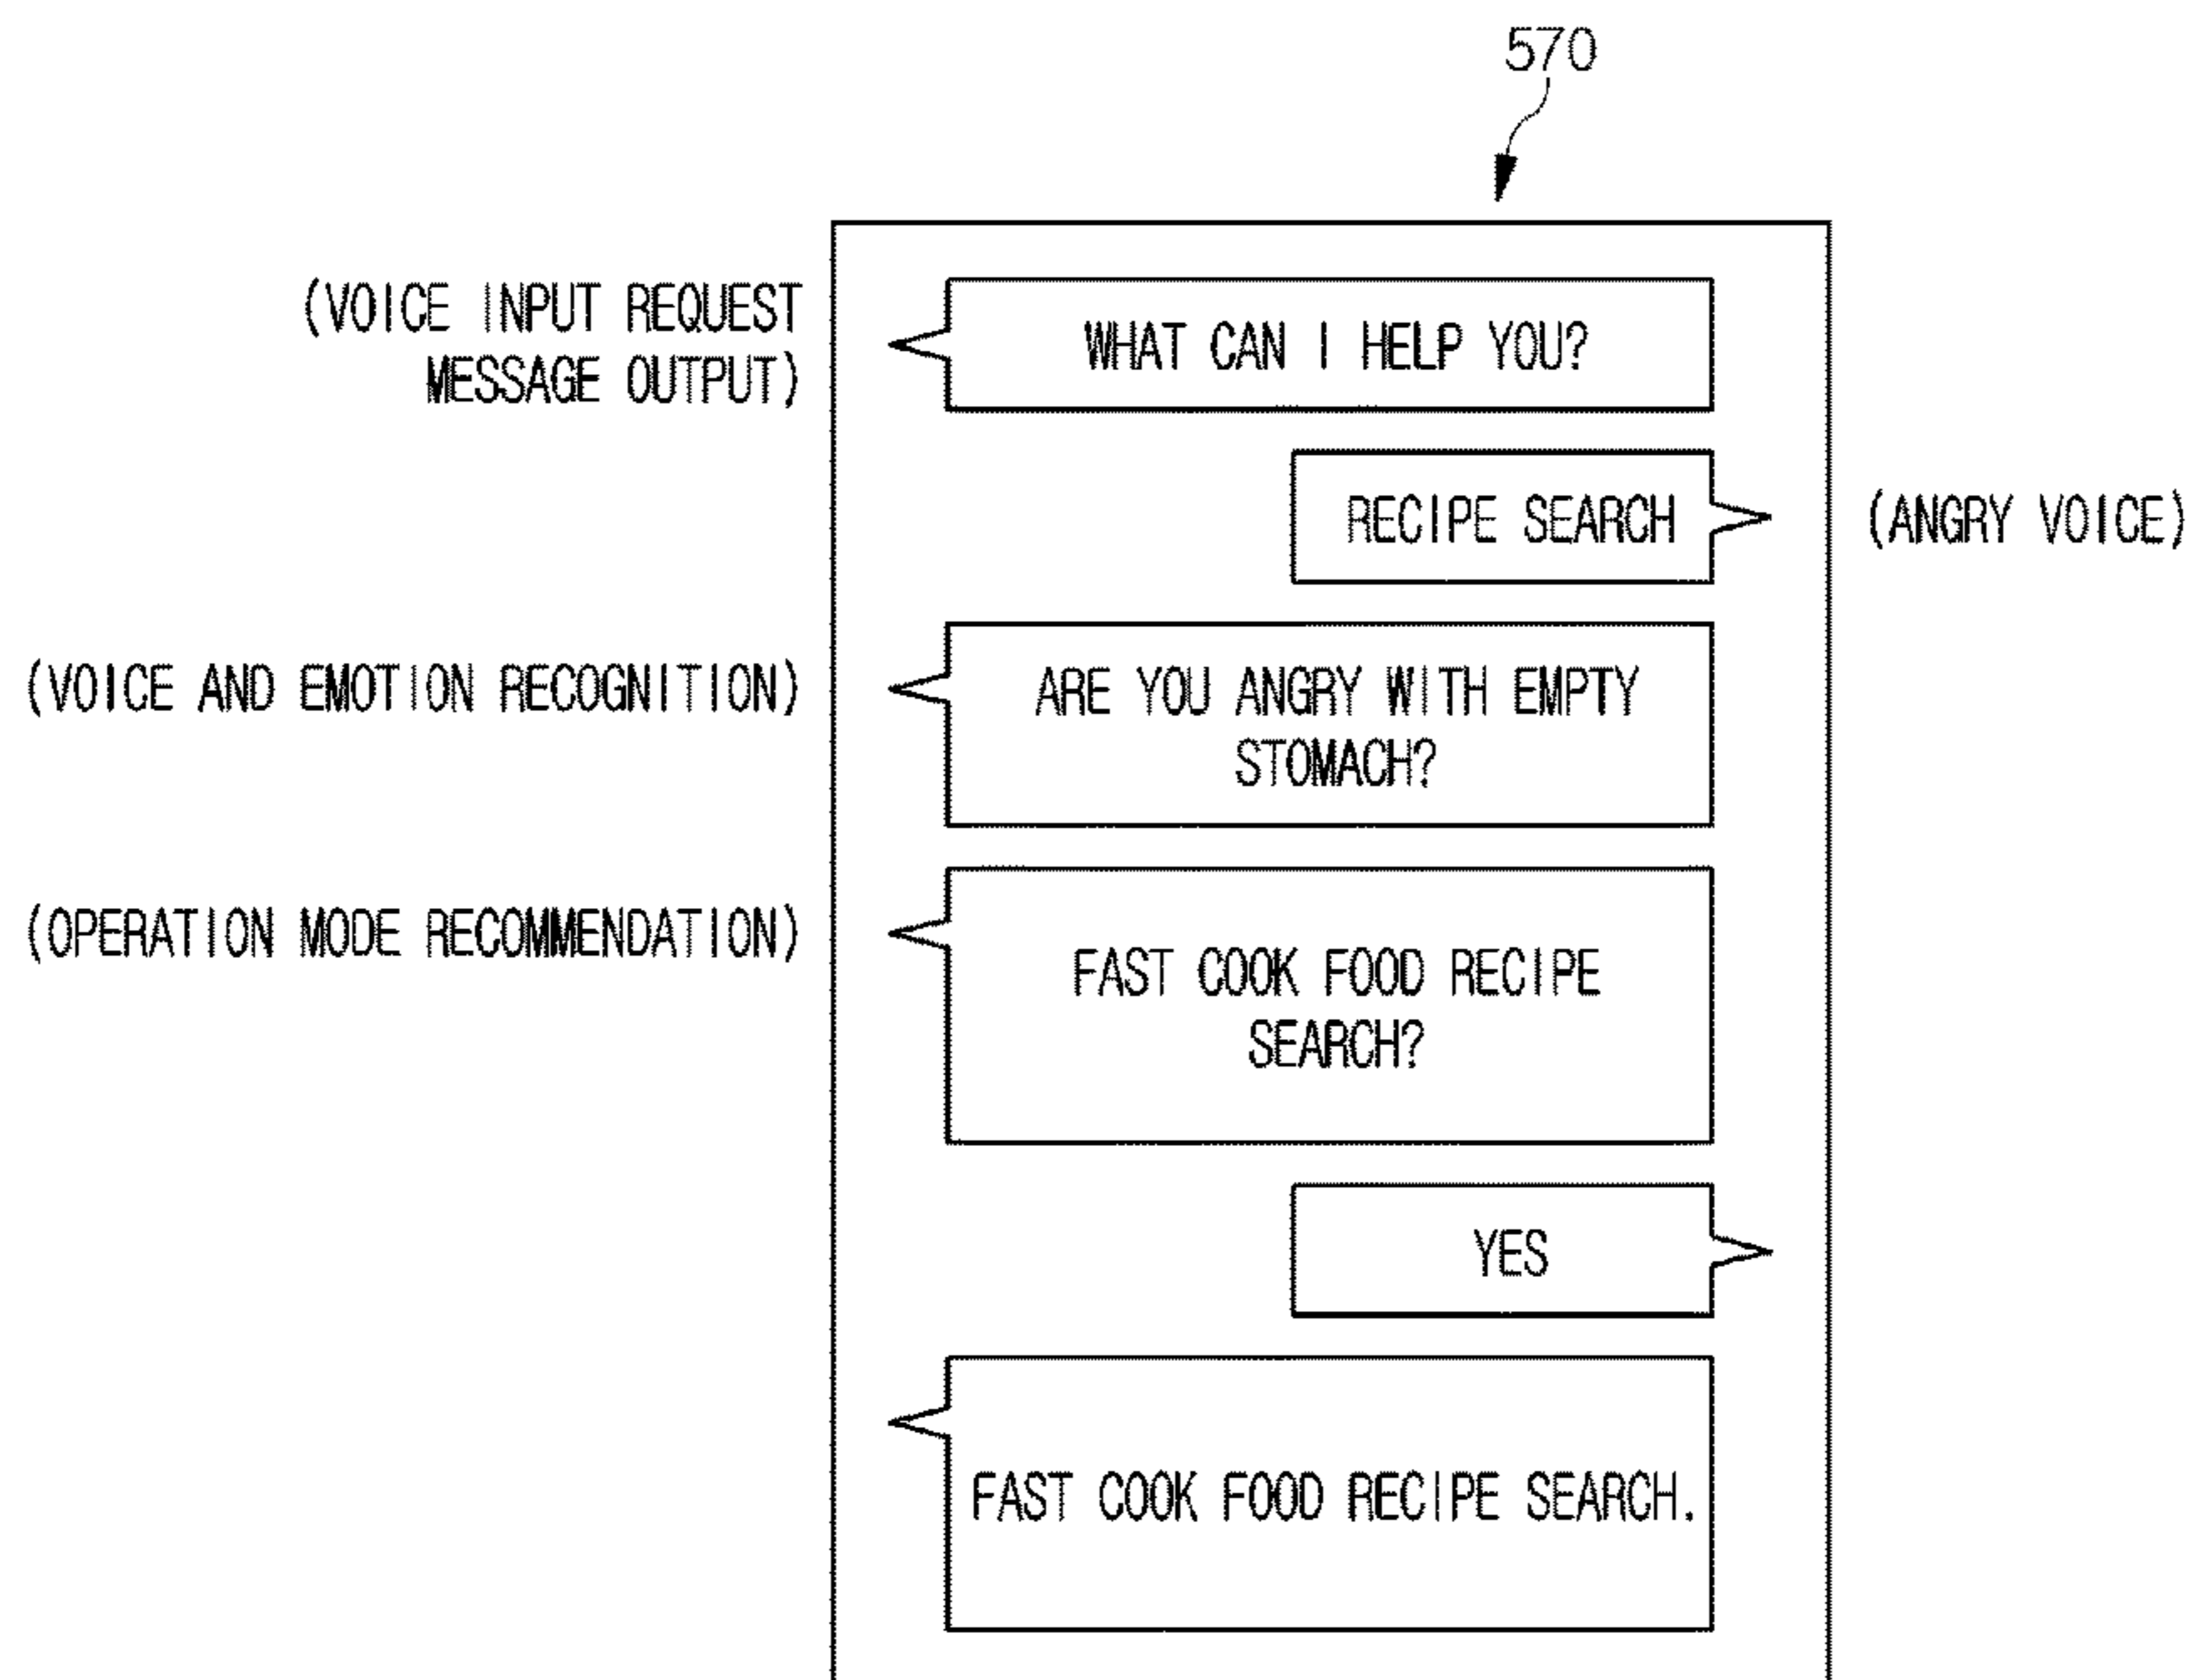 570
(VOICE INPUT REQUEST
MESSAGE OUTPUT)
WHAT CAN I HELP YOU?
RECIPE SEARCH
(ANGRY VOICE)
(VOICE AND EMOTION RECOGNITION)
ARE YOU ANGRY WITH EMPTY
STOMACH?
(OPERATION MODE RECOMMENDATION)
FAST COOK FOOD RECIPE
SEARCH?
YES
FAST COOK FOOD RECIPE SEARCH.